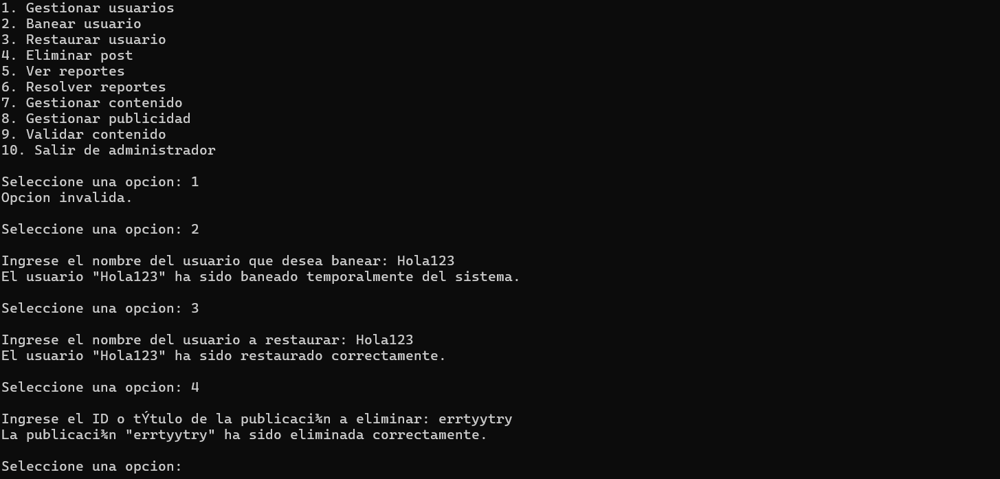 1. Gestionar usuarios
2. Banear usuario
3. Restaurar usuario
4. Eliminar post
5. Ver reportes
6. Resolver reportes
7. Gestionar contenido
8. Gestionar publicidad
9. Validar contenido
10. Salir de administrador
Seleccione una opcion: 1
Opcion invalida.
Seleccione una opcion: 2
Ingrese el nombre del usuario que desea banear: Hola123
El usuario "Hola123" ha sido baneado temporalmente del sistema.
Seleccione una opcion: 3
Ingrese el nombre del usuario a restaurar: Hola123
El usuario "Hola123" ha sido restaurado correctamente.
Seleccione una opcion: 4
Ingrese el ID o tÝtulo de la publicaci¾n a eliminar: errtyytry
La publicaci¾n "errtyytry" ha sido eliminada correctamente.
Seleccione una opcion: